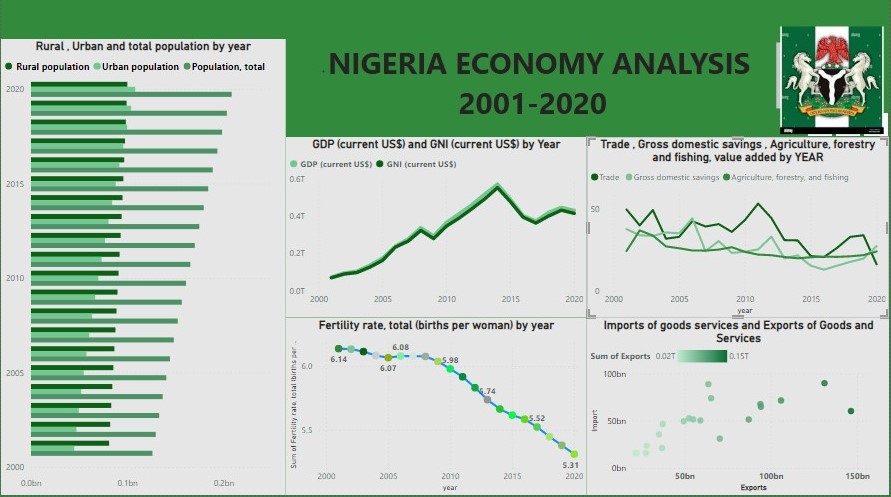 NIGERIA ECONOMY ANALYSIS
2001-2020
Rural , Urban and total population by year
Rural population Urban population Population, total
2020
2015
2010
2005
2000
0.0bn 0.1bn 0.2bn
GDP (current US$) and GNI (current US$) by Year
GDP (current US$) GNI (current US$)
0.6T
0.4T
0.2T
0.0T
2000 2005 2010 2015 2020
Trade , Gross domestic savings , Agriculture, forestry
and fishing, value added by YEAR
Trade Gross domestic savings Agriculture, forestry, and fishing
50
0
2000 2005 2010 2015 2020
year
Fertility rate, total (births per woman) by year
Sum of Fertility rate, total (births per ...
6.0
5.5
6.14
6.07
6.08
5.98
5.74
5.52
5.31
2000 2005 2010 2015 2020
year
Imports of goods services and Exports of Goods and
Services
Sum of Exports 0.02T 0.15T
Import
100bn
50bn
0bn
50bn 100bn 150bn
Exports